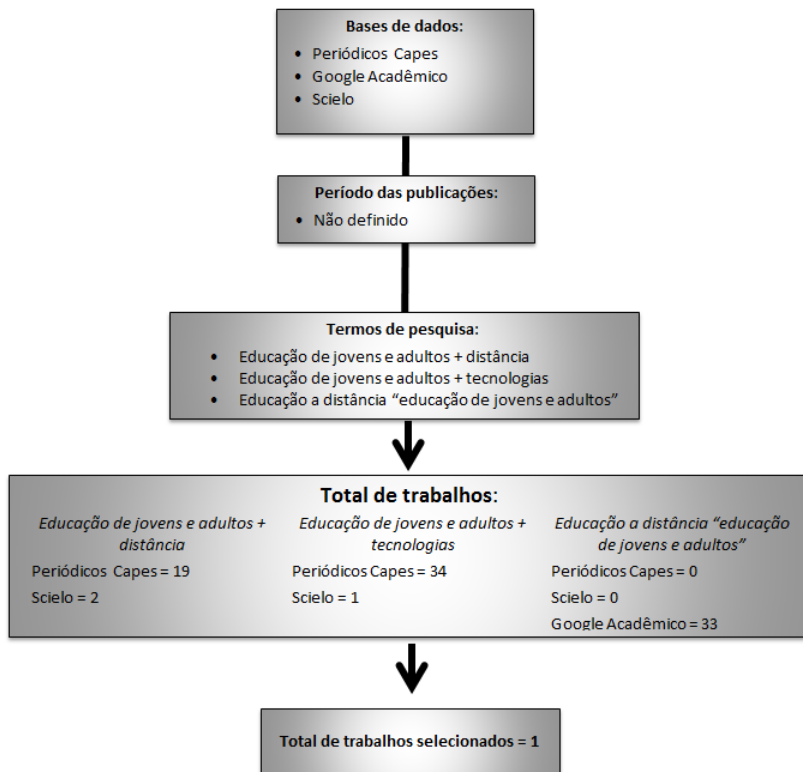 Bases de dados:
• Periódicos Capes
• Google Acadêmico
• Scielo
Período das publicações:
• Não definido
Termos de pesquisa:
• Educação de jovens e adultos + distância
• Educação de jovens e adultos + tecnologias
• Educação a distância “educação de jovens e adultos”
Total de trabalhos:
Educação de jovens e adultos +
distância
Periódicos Capes = 19
Scielo = 2
Educação de jovens e adultos +
tecnologias
Periódicos Capes = 34
Scielo = 1
Educação a distância “educação
de jovens e adultos”
Periódicos Capes = 0
Scielo = 0
Google Acadêmico = 33
Total de trabalhos selecionados = 1